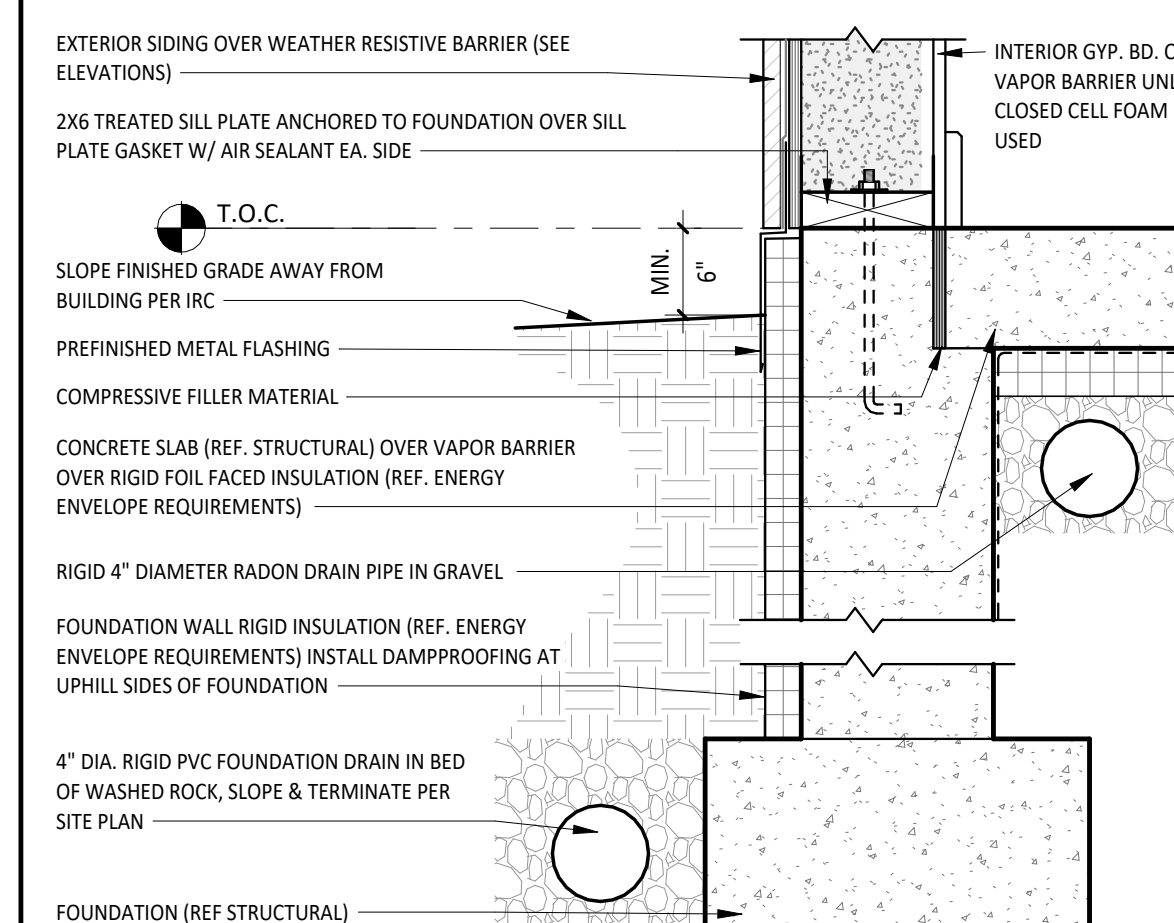 EXTERIOR SIDING OVER WEATHER RESISTIVE BARRIER (SEE
ELEVATIONS)
2X6 TREATED SILL PLATE ANCHORED TO FOUNDATION OVER SILL
PLATE GASKET W/ AIR SEALANT EA. SIDE
T.O.C.
SLOPE FINISHED GRADE AWAY FROM
BUILDING PER IRC
PREFINISHED METAL FLASHING
COMPRESSIVE FILLER MATERIAL
CONCRETE SLAB (REF. STRUCTURAL) OVER VAPOR BARRIER
OVER RIGID FOIL FACED INSULATION (REF. ENERGY
ENVELOPE REQUIREMENTS)
RIGID 4" DIAMETER RADON DRAIN PIPE IN GRAVEL
FOUNDATION WALL RIGID INSULATION (REF. ENERGY
ENVELOPE REQUIREMENTS) INSTALL DAMPPROOFING AT
UPHILL SIDES OF FOUNDATION
4" DIA. RIGID PVC FOUNDATION DRAIN IN BED
OF WASHED ROCK, SLOPE & TERMINATE PER
SITE PLAN
FOUNDATION (REF STRUCTURAL)
MIN.
6"
INTERIOR GYP. BD.
VAPOR BARRIER
CLOSED CELL FOAM
USED